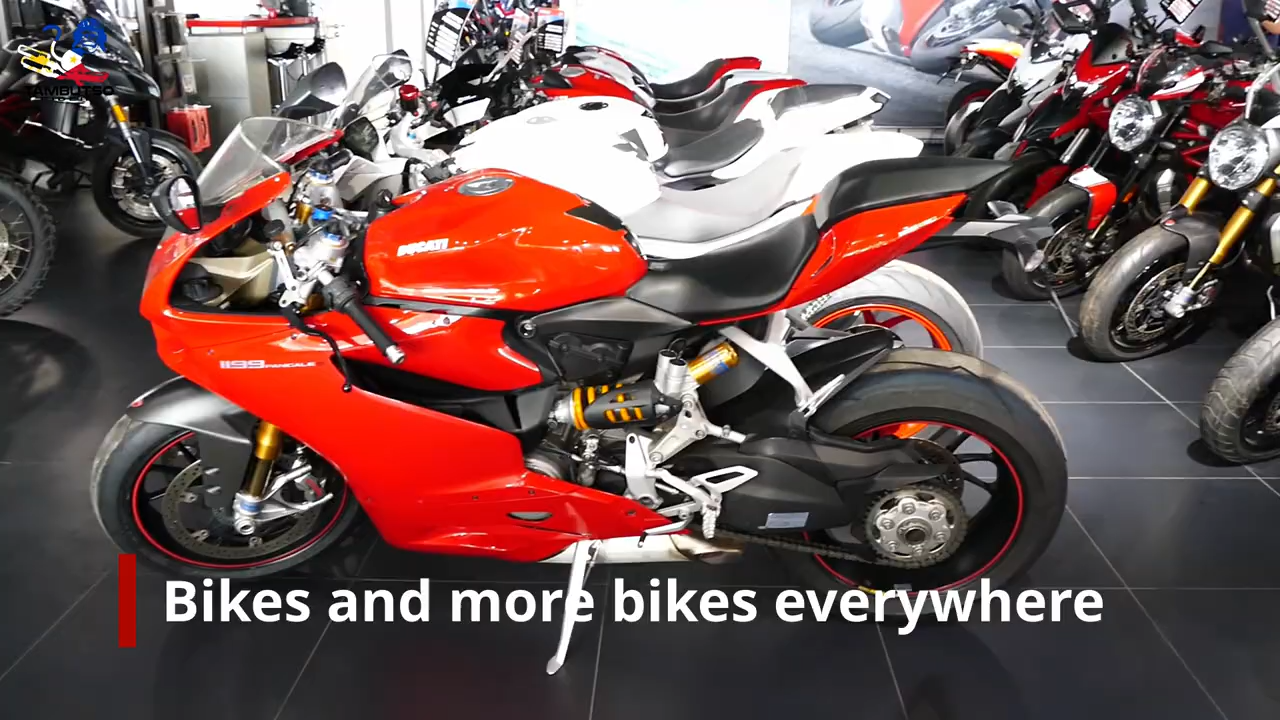 TAMBUTSO
DUCATI
1199 PANIGALE
Bikes and more bikes everywhere